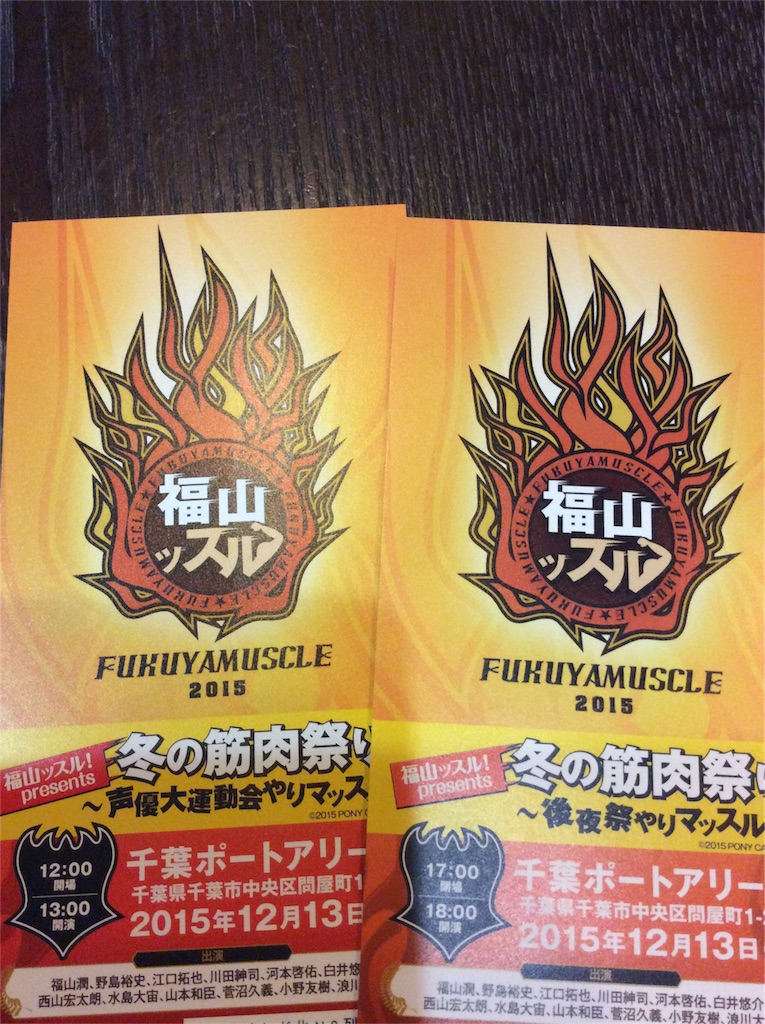 FUKUYAMUSCLE★FUKUYAMUSCLE★FUKUYAMUSCLE★
福山
ッスル
FUKUYAMUSCLE
2015
福山ッスル!
presents
冬の筋肉祭り
~声優大運動会やりマッスル
©2015 PONY
12:00
開場
13:00
開演
千葉ポートアリー
千葉県千葉市中央区問屋町1
2015年12月13日
出演
福山潤、野島裕史、江口拓也、川田紳司、河本啓佑、白井悠
西山宏太朗、水島大宙、山本和臣、菅沼久義、小野友樹、浪川
FUKUYAMUSCLE★FUKUYAMUSCLE★FUKUYAMUSCLE★
福山
ッスル
FUKUYAMUSCLE
2015
福山ッスル!
presents
冬の筋肉祭り
~後夜祭やりマッスル
©2015 PONY CA
17:00
開場
18:00
開演
千葉ポートアリー
千葉県千葉市中央区問屋町1-
2015年12月13日
出演
福山潤、野島裕史、江口拓也、川田紳司、河本啓佑、白井悠介
西山宏太朗、水島大宙、山本和臣、菅沼久義、小野友樹、浪川大